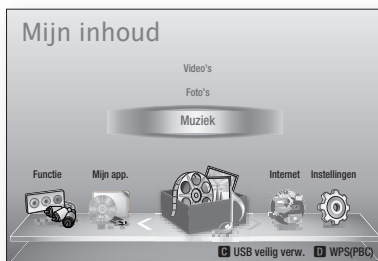 Mijn inhoud
Video's
Foto's
Muziek
Functie Mijn app. Internet Instellingen
C USB veilig verw. D WPS(PBC)